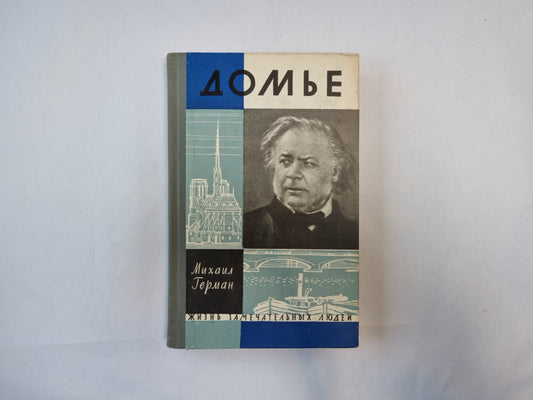 ДОМЬЕ
Михаил
Герман
ЖИЗНЬ ЗАМЕЧАТЕЛЬНЫХ ЛЮДЕЙ